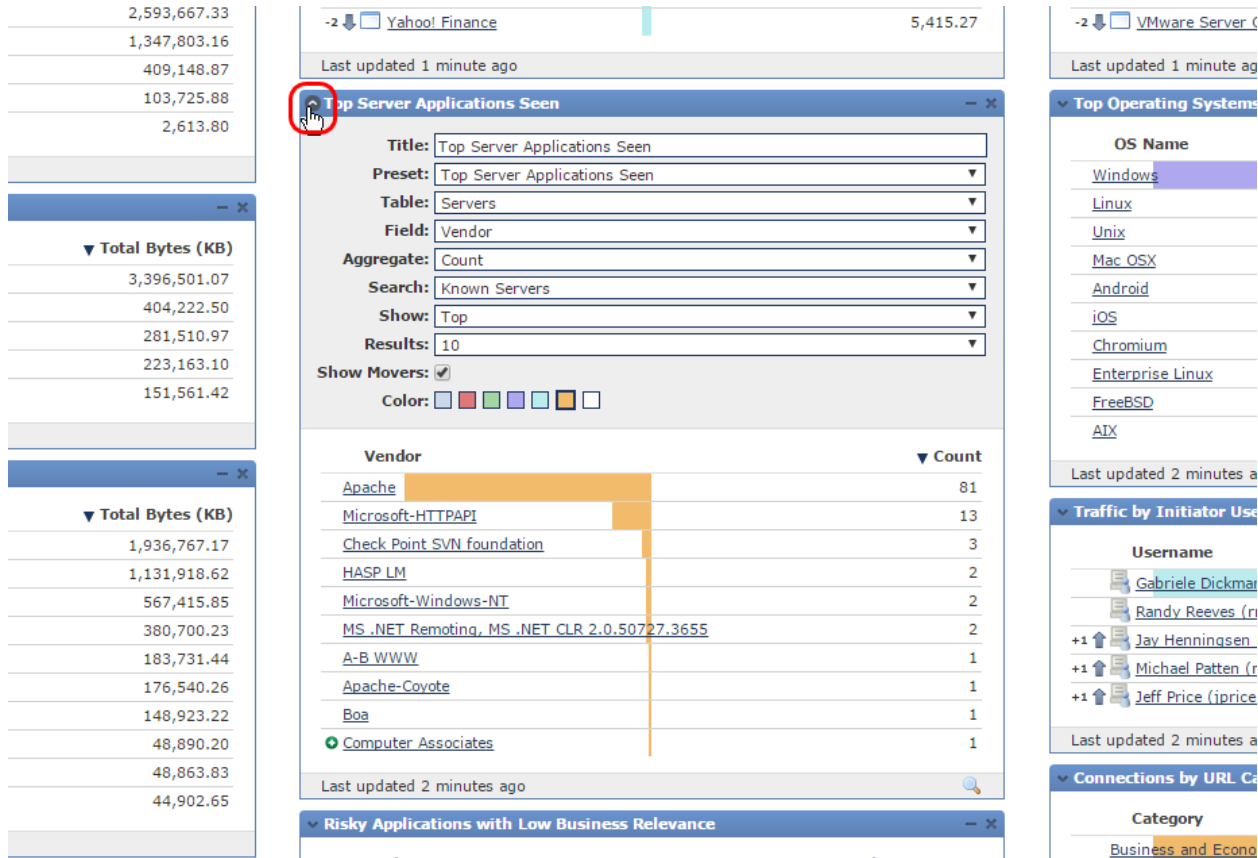 2,593,667.33
1,347,803.16
409,148.87
103,725.88
2,613.80
Total Bytes (KB)
3,396,501.07
404,222.50
281,510.97
223,163.10
151,561.42
Total Bytes (KB)
1,936,767.17
1,131,918.62
567,415.85
380,700.23
183,731.44
176,540.26
148,923.22
48,890.20
48,863.83
44,902.65
-2 Yahoo! Finance 5,415.27
Last updated 1 minute ago
Top Server Applications Seen
Title: Top Server Applications Seen
Preset: Top Server Applications Seen
Table: Servers
Field: Vendor
Aggregate: Count
Search: Known Servers
Show: Top
Results: 10
Show Movers:
Color:
Vendor Count
Apache 81
Microsoft-HTTPAPI 13
Check Point SVN foundation 3
HASP LM 2
Microsoft-Windows-NT 2
MS .NET Remoting, MS .NET CLR 2.0.50727.3655 2
A-B WWW 1
Apache-Coyote 1
Boa 1
Computer Associates 1
Last updated 2 minutes ago
Risky Applications with Low Business Relevance
-2 VMware Server
Last updated 1 minute ag
Top Operating Systems
OS Name
Windows
Linux
Unix
Mac OSX
Android
iOS
Chromium
Enterprise Linux
FreeBSD
AIX
Last updated 2 minutes a
Traffic by Initiator Use
Username
Gabriele Dickmar
Randy Reeves (r
+1 Jay Henningsen
+1 Michael Patten (r
+1 Jeff Price (jprice
Last updated 2 minutes a
Connections by URL Ca
Category
Business and Econo